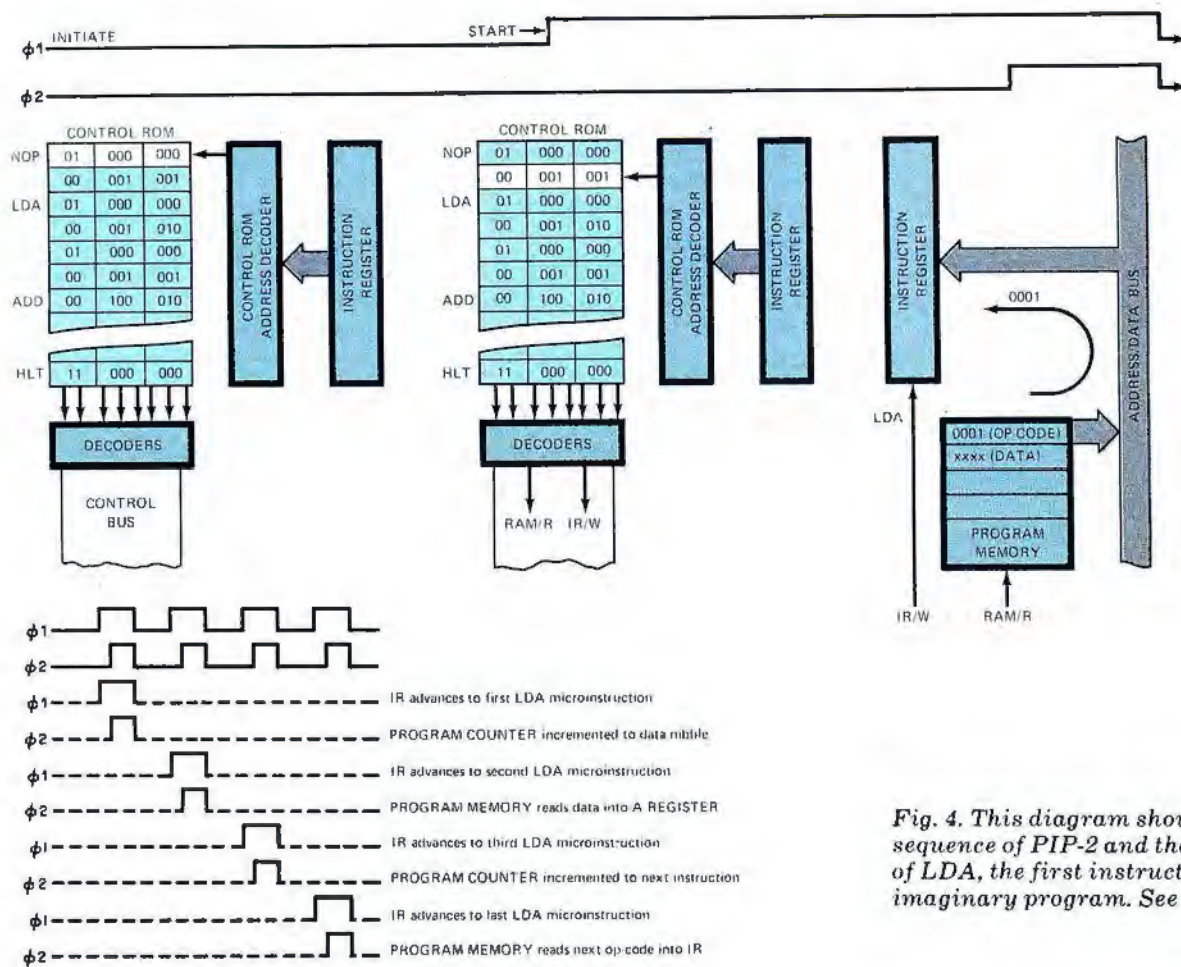 INITIATE
START
ϕ1
ϕ2
CONTROL ROM
NOP 01 000 000
00 001 001
LDA 01 000 000
00 001 010
01 000 000
00 001 001
ADD 00 100 010
HLT 11 000 000
DECODERS
CONTROL
BUS
CONTROL ROM
ADDRESS DECODER
INSTRUCTION
REGISTER
CONTROL ROM
NOP 01 000 000
00 001 001
LDA 01 000 000
00 001 010
01 000 000
00 001 001
ADD 00 100 010
HLT 11 000 000
DECODERS
RAM/R IR/W
CONTROL ROM
ADDRESS DECODER
INSTRUCTION
REGISTER
INSTRUCTION
REGISTER
LDA
0001
0001 (OP CODE)
xxxx (DATA)
PROGRAM
MEMORY
ADDRESS/DATA BUS
IR/W RAM/R
ϕ1
ϕ2
ϕ1 IR advances to first LDA microinstruction
ϕ2 PROGRAM COUNTER incremented to data nibble
ϕ1 IR advances to second LDA microinstruction
ϕ2 PROGRAM MEMORY reads data into A REGISTER
ϕ1 IR advances to third LDA microinstruction
ϕ2 PROGRAM COUNTER incremented to next instruction
ϕ1 IR advances to last LDA microinstruction
ϕ2 PROGRAM MEMORY reads next op code into IR
Fig. 4. This diagram
sequence of PIP-2 and
of LDA, the first
imaginary program. See